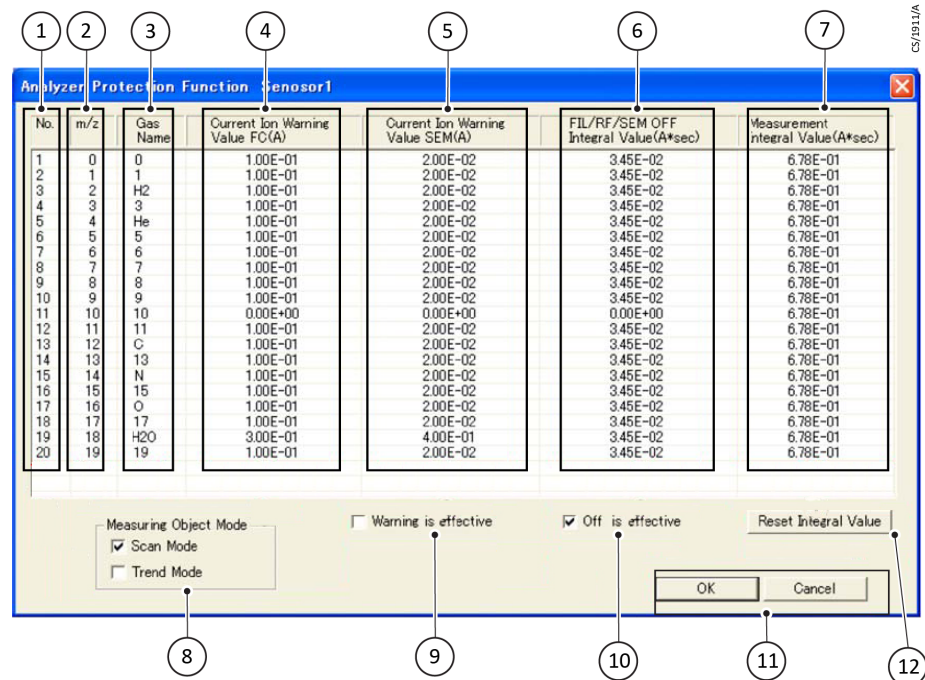 CS/1911/A
1 2 3 4 5 6 7
Analyzer Protection Function Senosor1
No. m/z Gas Name Current Ion Warning Value FC(A) Current Ion Warning Value SEM(A) FIL/RF/SEM OFF Integral Value(A*sec) Measurement integral Value(A*sec)
1 0 0 1.00E-01 2.00E-02 3.45E-02 6.78E-01
2 1 1 1.00E-01 2.00E-02 3.45E-02 6.78E-01
3 2 H2 1.00E-01 2.00E-02 3.45E-02 6.78E-01
4 3 3 1.00E-01 2.00E-02 3.45E-02 6.78E-01
5 4 He 1.00E-01 2.00E-02 3.45E-02 6.78E-01
6 5 5 1.00E-01 2.00E-02 3.45E-02 6.78E-01
7 6 6 1.00E-01 2.00E-02 3.45E-02 6.78E-01
8 7 7 1.00E-01 2.00E-02 3.45E-02 6.78E-01
9 8 8 1.00E-01 2.00E-02 3.45E-02 6.78E-01
10 9 9 1.00E-01 2.00E-02 3.45E-02 6.78E-01
11 10 10 0.00E+00 0.00E+00 0.00E+00 6.78E-01
12 11 11 1.00E-01 2.00E-02 3.45E-02 6.78E-01
13 12 C 1.00E-01 2.00E-02 3.45E-02 6.78E-01
14 13 13 1.00E-01 2.00E-02 3.45E-02 6.78E-01
15 14 N 1.00E-01 2.00E-02 3.45E-02 6.78E-01
16 15 15 1.00E-01 2.00E-02 3.45E-02 6.78E-01
17 16 O 1.00E-01 2.00E-02 3.45E-02 6.78E-01
18 17 17 1.00E-01 2.00E-02 3.45E-02 6.78E-01
19 18 H2O 3.00E-01 4.00E-01 3.45E-02 6.78E-01
20 19 19 1.00E-01 2.00E-02 3.45E-02 6.78E-01
Measuring Object Mode
Scan Mode
Trend Mode
Warning is effective
Off is effective
Reset Integral Value
OK Cancel
8 9 10 11 12